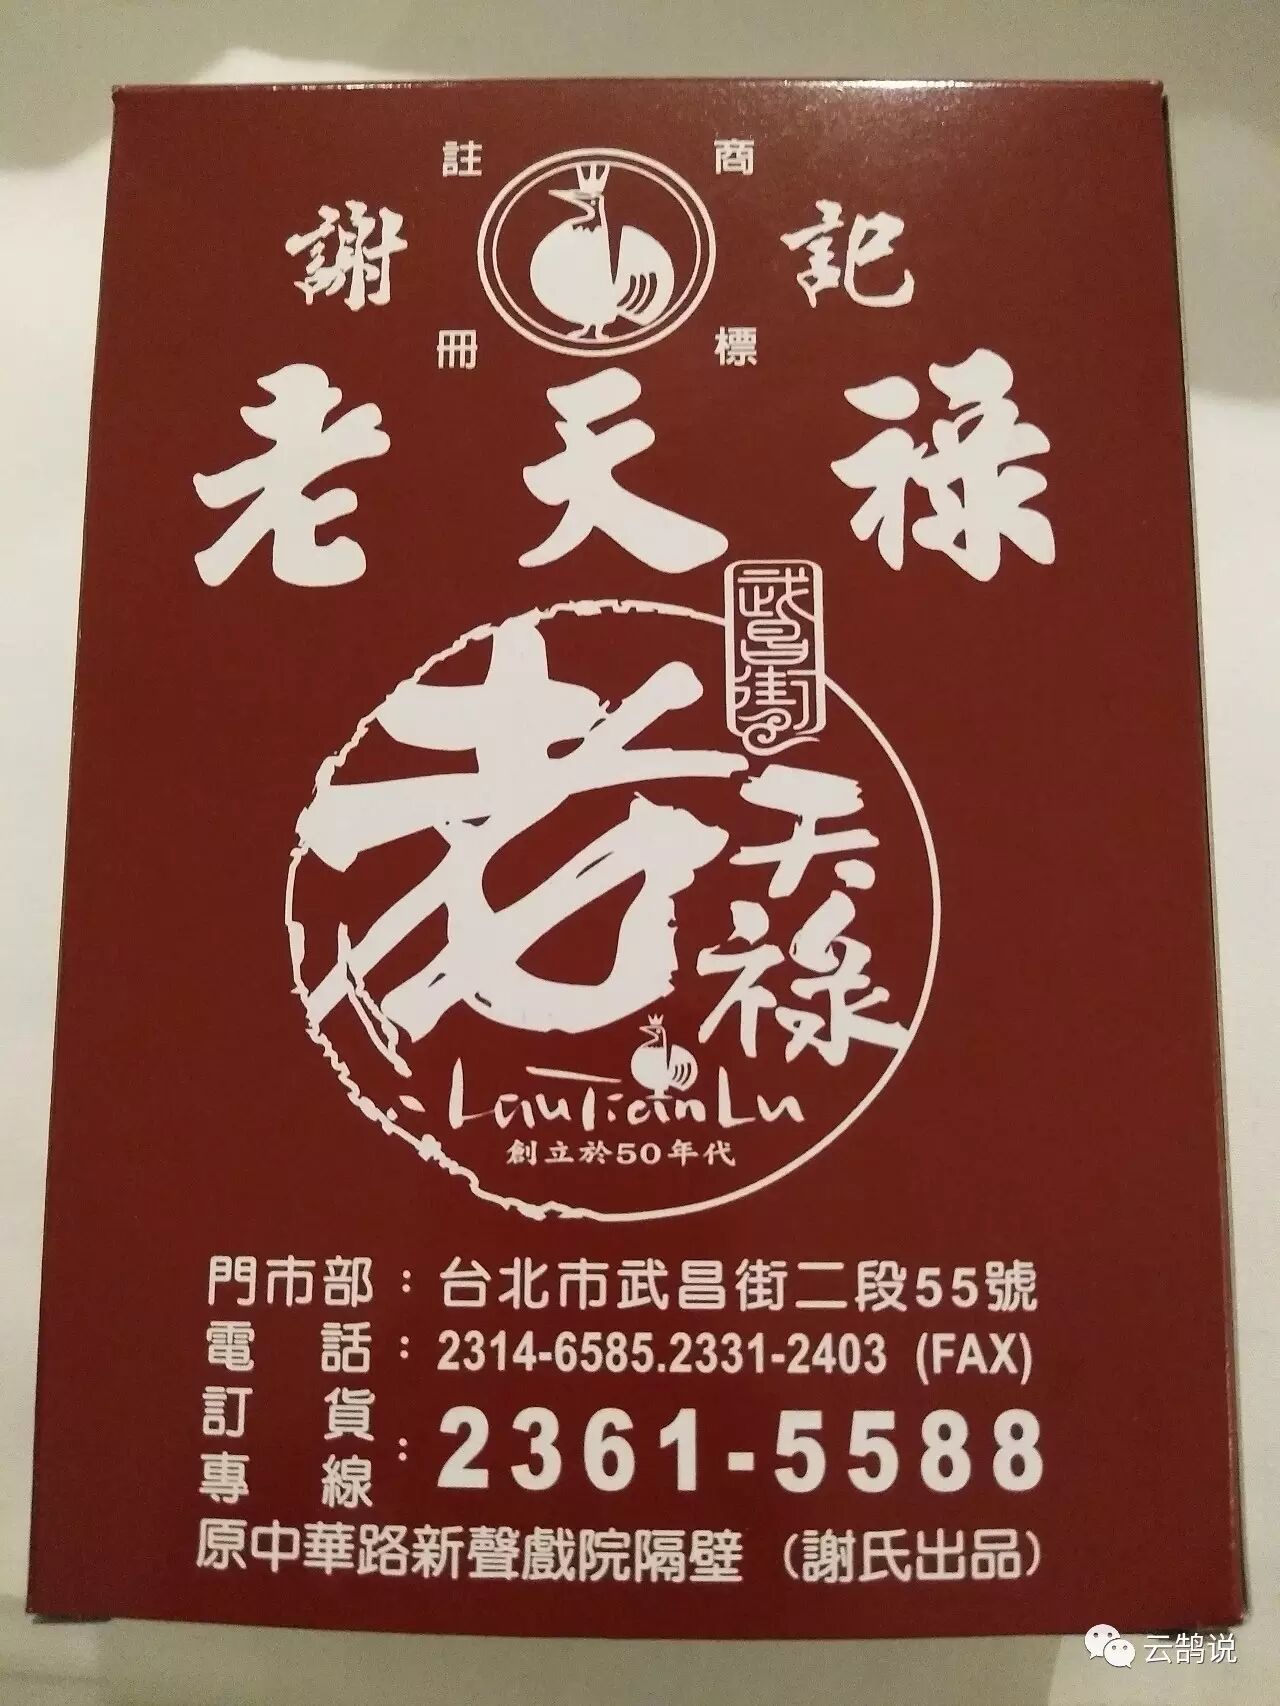 註 商
謝 記
冊 標
老天禄
武昌街
老
天
禄
LauTianLu
創立於50年代
門市部：台北市武昌街二段55號
電話：2314-6585.2331-2403 (FAX)
訂貨專線：2361-5588
原中華路新聲戲院隔壁（謝氏出品）
云鹄说